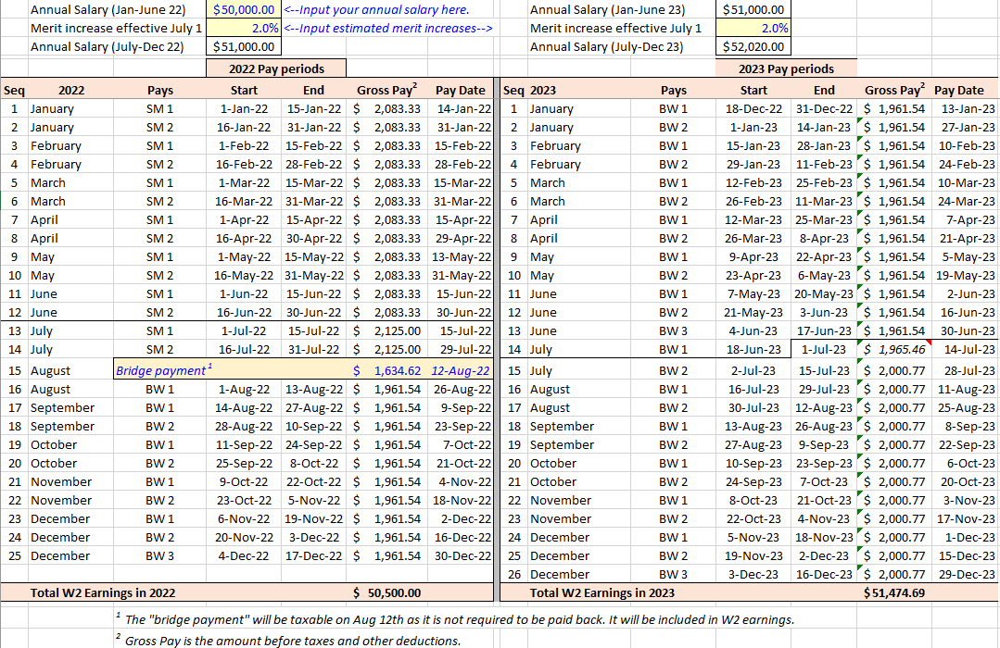 Annual Salary (Jan-June 22) $50,000.00 <--Input your annual salary here. Annual Salary (Jan-June 23) $51,000.00
Merit increase effective July 1 2.0% <--Input estimated merit increases--> Merit increase effective July 1 2.0%
Annual Salary (July-Dec 22) $51,000.00 Annual Salary (July-Dec 23) $52,020.00
2022 Pay periods 2023 Pay periods
Seq 2022 Pays Start End Gross Pay² Pay Date Seq 2023 Pays Start End Gross Pay² Pay Date
1 January SM 1 1-Jan-22 15-Jan-22 $ 2,083.33 14-Jan-22 1 January BW 1 18-Dec-22 31-Dec-22 $ 1,961.54 13-Jan-23
2 January SM 2 16-Jan-22 31-Jan-22 $ 2,083.33 31-Jan-22 2 January BW 2 1-Jan-23 14-Jan-23 $ 1,961.54 27-Jan-23
3 February SM 1 1-Feb-22 15-Feb-22 $ 2,083.33 15-Feb-22 3 February BW 1 15-Jan-23 28-Jan-23 $ 1,961.54 10-Feb-23
4 February SM 2 16-Feb-22 28-Feb-22 $ 2,083.33 28-Feb-22 4 February BW 2 29-Jan-23 11-Feb-23 $ 1,961.54 24-Feb-23
5 March SM 1 1-Mar-22 15-Mar-22 $ 2,083.33 15-Mar-22 5 March BW 1 12-Feb-23 25-Feb-23 $ 1,961.54 10-Mar-23
6 March SM 2 16-Mar-22 31-Mar-22 $ 2,083.33 31-Mar-22 6 March BW 2 26-Feb-23 11-Mar-23 $ 1,961.54 24-Mar-23
7 April SM 1 1-Apr-22 15-Apr-22 $ 2,083.33 15-Apr-22 7 April BW 1 12-Mar-23 25-Mar-23 $ 1,961.54 7-Apr-23
8 April SM 2 16-Apr-22 30-Apr-22 $ 2,083.33 29-Apr-22 8 April BW 2 26-Mar-23 8-Apr-23 $ 1,961.54 21-Apr-23
9 May SM 1 1-May-22 15-May-22 $ 2,083.33 13-May-22 9 May BW 1 9-Apr-23 22-Apr-23 $ 1,961.54 5-May-23
10 May SM 2 16-May-22 31-May-22 $ 2,083.33 31-May-22 10 May BW 2 23-Apr-23 6-May-23 $ 1,961.54 19-May-23
11 June SM 1 1-Jun-22 15-Jun-22 $ 2,083.33 15-Jun-22 11 June BW 1 7-May-23 20-May-23 $ 1,961.54 2-Jun-23
12 June SM 2 16-Jun-22 30-Jun-22 $ 2,083.33 30-Jun-22 12 June BW 2 21-May-23 3-Jun-23 $ 1,961.54 16-Jun-23
13 July SM 1 1-Jul-22 15-Jul-22 $ 2,125.00 15-Jul-22 13 June BW 3 4-Jun-23 17-Jun-23 $ 1,961.54 30-Jun-23
14 July SM 2 16-Jul-22 31-Jul-22 $ 2,125.00 29-Jul-22 14 July BW 1 18-Jun-23 1-Jul-23 $ 1,965.46 14-Jul-23
15 August Bridge payment¹ $ 1,634.62 12-Aug-22 15 July BW 2 2-Jul-23 15-Jul-23 $ 2,000.77 28-Jul-23
16 August BW 1 1-Aug-22 13-Aug-22 $ 1,961.54 26-Aug-22 16 August BW 1 16-Jul-23 29-Jul-23 $ 2,000.77 11-Aug-23
17 September BW 1 14-Aug-22 27-Aug-22 $ 1,961.54 9-Sep-22 17 August BW 2 30-Jul-23 12-Aug-23 $ 2,000.77 25-Aug-23
18 September BW 2 28-Aug-22 10-Sep-22 $ 1,961.54 23-Sep-22 18 September BW 1 13-Aug-23 26-Aug-23 $ 2,000.77 8-Sep-23
19 October BW 1 11-Sep-22 24-Sep-22 $ 1,961.54 7-Oct-22 19 September BW 2 27-Aug-23 9-Sep-23 $ 2,000.77 22-Sep-23
20 October BW 2 25-Sep-22 8-Oct-22 $ 1,961.54 21-Oct-22 20 October BW 1 10-Sep-23 23-Sep-23 $ 2,000.77 6-Oct-23
21 November BW 1 9-Oct-22 22-Oct-22 $ 1,961.54 4-Nov-22 21 October BW 2 24-Sep-23 7-Oct-23 $ 2,000.77 20-Oct-23
22 November BW 2 23-Oct-22 5-Nov-22 $ 1,961.54 18-Nov-22 22 November BW 1 8-Oct-23 21-Oct-23 $ 2,000.77 3-Nov-23
23 December BW 1 6-Nov-22 19-Nov-22 $ 1,961.54 2-Dec-22 23 November BW 2 22-Oct-23 4-Nov-23 $ 2,000.77 17-Nov-23
24 December BW 2 20-Nov-22 3-Dec-22 $ 1,961.54 16-Dec-22 24 December BW 1 5-Nov-23 18-Nov-23 $ 2,000.77 1-Dec-23
25 December BW 3 4-Dec-22 17-Dec-22 $ 1,961.54 30-Dec-22 25 December BW 2 19-Nov-23 2-Dec-23 $ 2,000.77 15-Dec-23
26 December BW 3 3-Dec-23 16-Dec-23 $ 2,000.77 29-Dec-23
Total W2 Earnings in 2022 $ 50,500.00 Total W2 Earnings in 2023 $51,474.69
¹ The "bridge payment" will be taxable on Aug 12th as it is not required to be paid back. It will be included in W2 earnings.
² Gross Pay is the amount before taxes and other deductions.